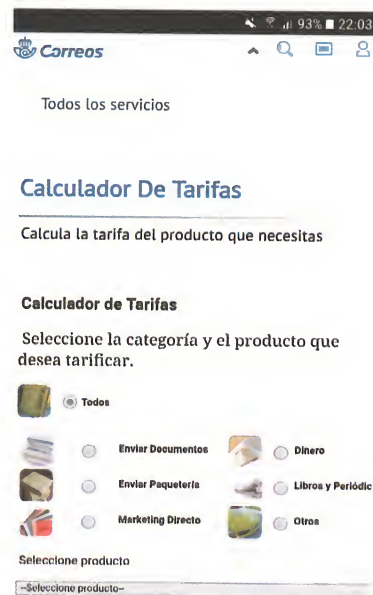 93% 22:03
Correos
Todos los servicios
Calculador De Tarifas
Calcula la tarifa del producto que necesitas
Calculador de Tarifas
Seleccione la categoría y el producto que
desea tarificar.
Todos
Enviar Documentos
Dinero
Enviar Paquetería
Libros y Periódic
Marketing Directo
Otros
Seleccione producto
--Seleccione producto--